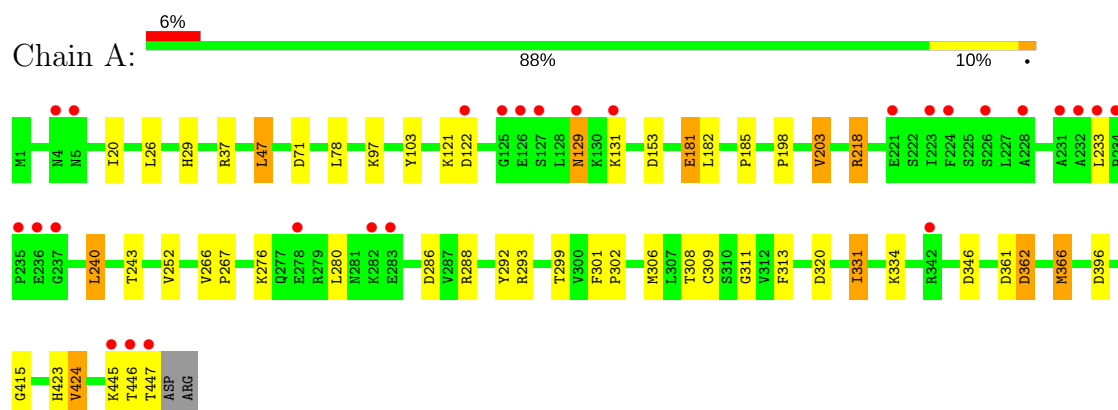 6%
Chain A:
88% 10% •
M1 N4 N5 I20 L26 H29 R37 L47 D71 L78 K97 Y103 K121 D122 G125 E126 S127 L128 N129 K130 K131 D153 E181 L182 P185 P198 V203 R218 E221 S222 I223 F224 S225 S226 L227 A228 A231 A232 L233
P235 E236 G237 L240 T243 V252 V266 P267 K276 Q277 E278 R279 L280 N281 K282 E283 D286 V287 R288 Y292 R293 T299 V300 F301 P302 M306 L307 T308 C309 S310 G311 V312 F313 D320 I331 K334 R342 D346 D361 D362 M366 D396
G415 H423 V424 K445 T446 T447 ASP ARG